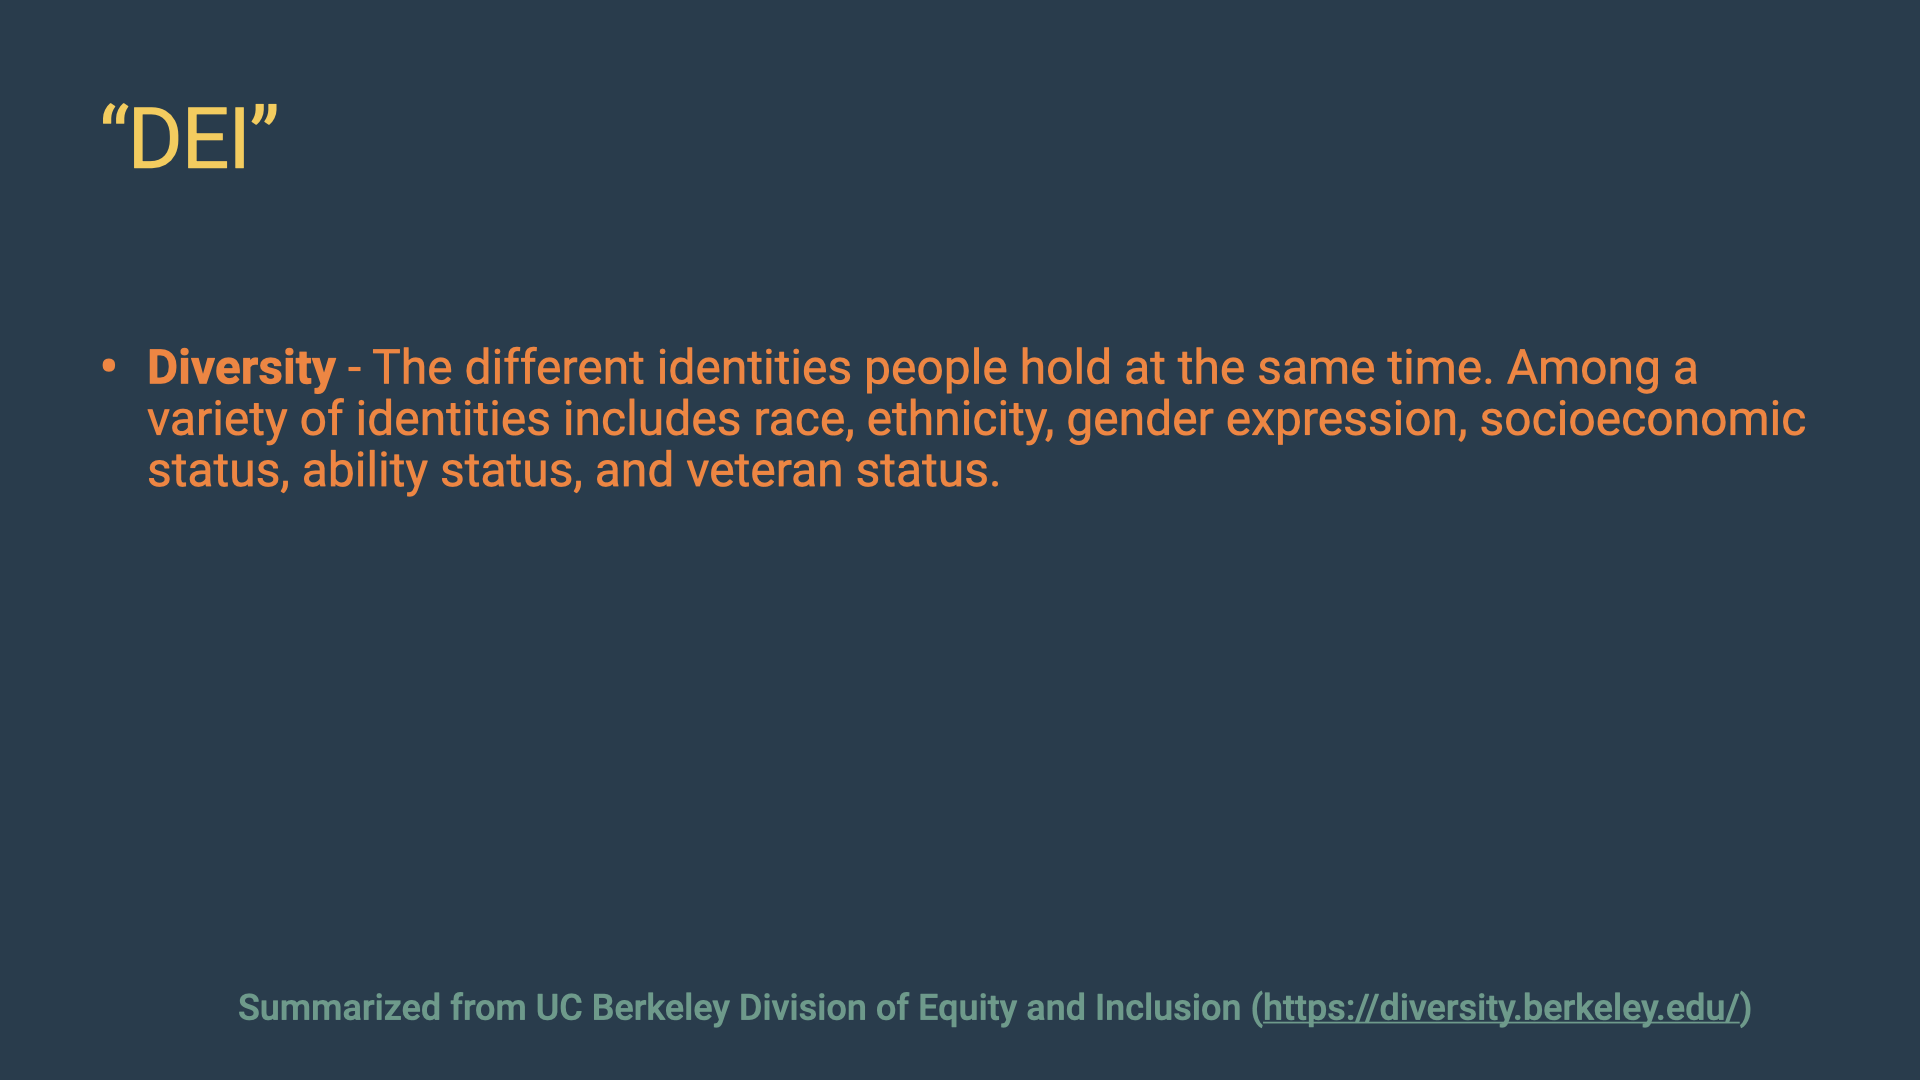 “DEI”
• Diversity - The different identities people hold at the same time. Among a
variety of identities includes race, ethnicity, gender expression, socioeconomic
status, ability status, and veteran status.
Summarized from UC Berkeley Division of Equity and Inclusion (https://diversity.berkeley.edu/)